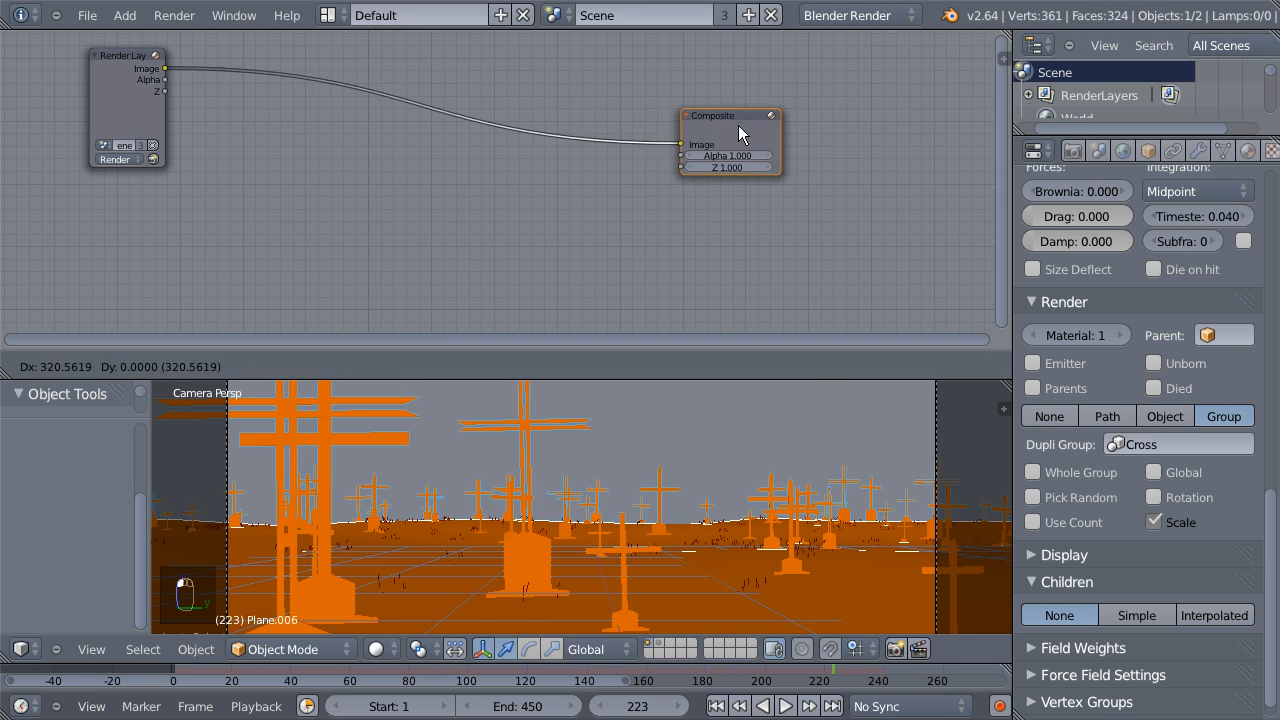 File Add Render Window Help Default Scene 3 Blender Render v2.64 | Verts:361 | Faces:324 | Objects:1/2 | Lamps:0/0 |
Render Lay
Image
Alpha
Z
ene 3
Render
Composite
Image
Alpha 1.000
Z 1.000
Dx: 320.5619 Dy: 0.0000 (320.5619)
View Search All Scenes
Scene
RenderLayers |
World
Forces: Integration:
Brownia: 0.000 Midpoint
Drag: 0.000 Timeste: 0.040
Damp: 0.000 Subfra: 0
Size Deflect Die on hit
Render
Material: 1 Parent:
Emitter Unborn
Parents Died
None Path Object Group
Dupli Group: Cross
Whole Group Global
Pick Random Rotation
Use Count Scale
Display
Children
None Simple Interpolated
Field Weights
Force Field Settings
Vertex Groups
Object Tools
Camera Persp
y
(223) Plane.006
View Select Object Object Mode Global
-40 -20 0 20 40 60 80 100 120 140 160 180 200 220 240 260
View Marker Frame Playback Start: 1 End: 450 223 No Sync